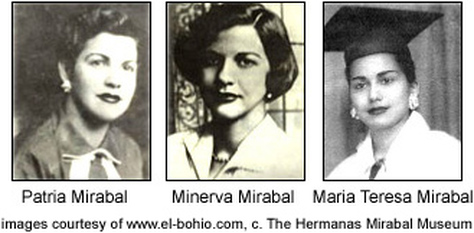 Patria Mirabal Minerva Mirabal Maria Teresa Mirabal
images courtesy of www.el-bohio.com, c. The Hermanas Mirabal Museum